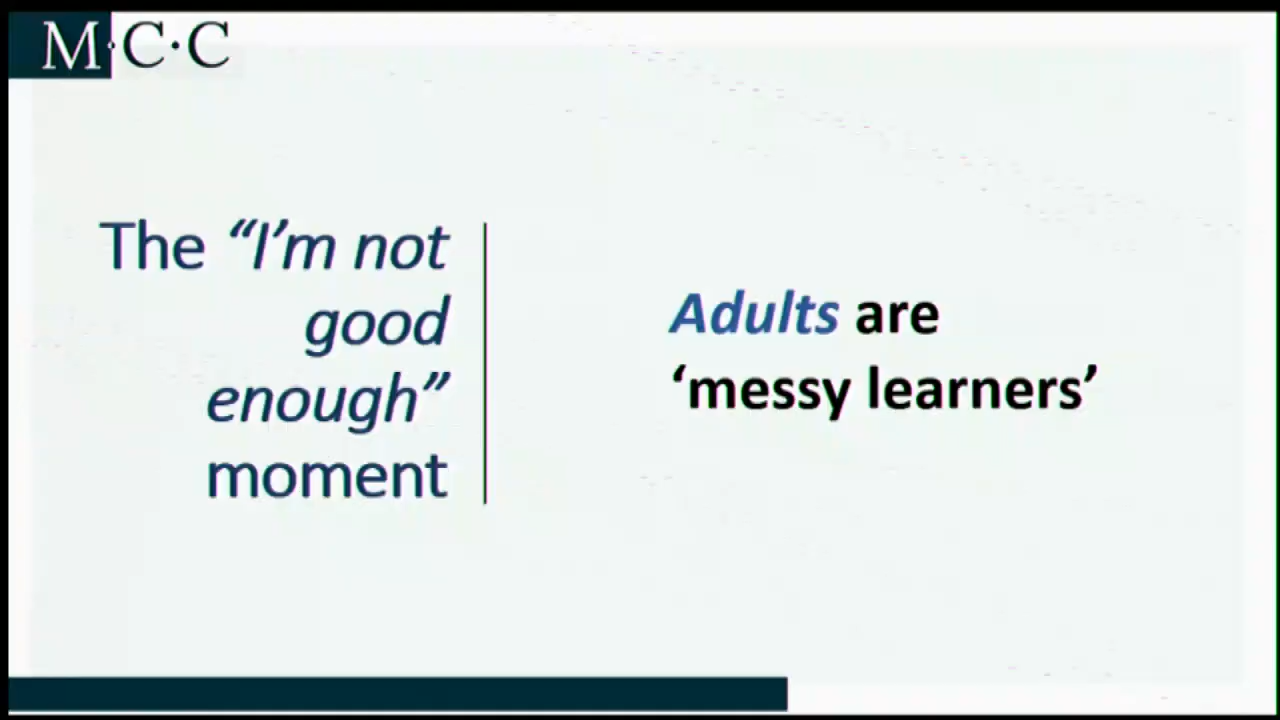 M·C·C
The “I’m not
good
enough”
moment
Adults are
‘messy learners’